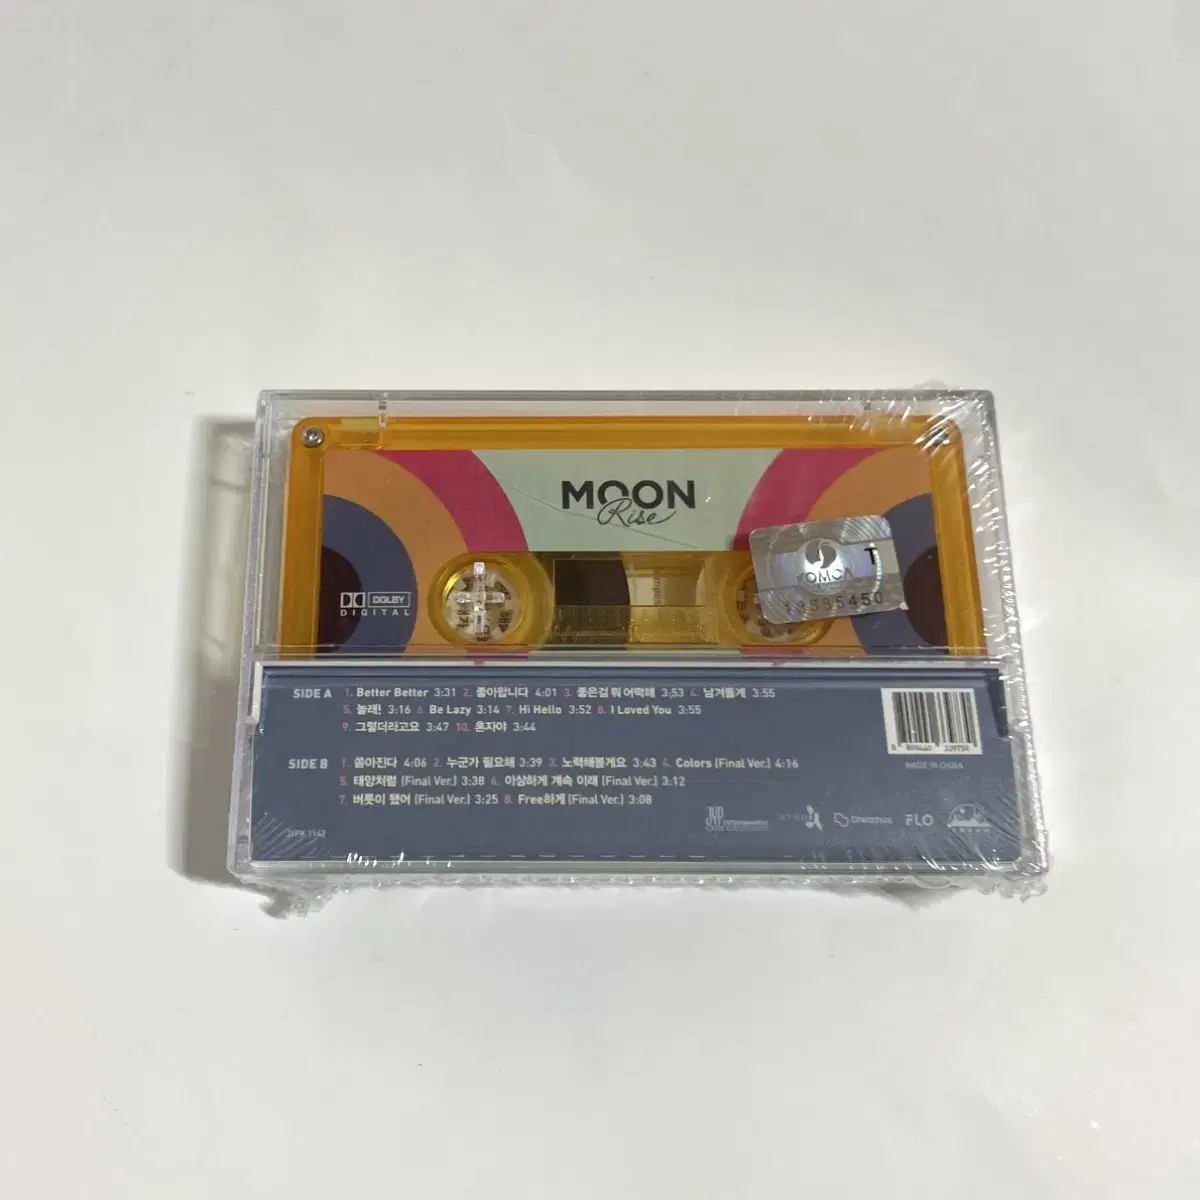 MOON
Rise
KOMCA T
DOLBY
DIGITAL
SIDE A 1. Better Better 3:31 2. 좋아합니다 4:01 3. 좋은걸 뭐 어떡해 3:53 4. 남겨둘게 3:55
5. 놀래! 3:16 6. Be Lazy 3:14 7. Hi Hello 3:52 8. I Loved You 3:55
9. 그렇더라고요 3:47 10. 혼자야 3:44
SIDE B 1. 쏟아진다 4:06 2. 누군가 필요해 3:39 3. 노력해볼게요 3:43 4. Colors (Final Ver.) 4:16
5. 태양처럼 (Final Ver.) 3:38 6. 이상하게 계속 이래 (Final Ver.) 3:12
7. 버릇이 됐어 (Final Ver.) 3:25 8. Free하게 (Final Ver.) 3:08
MADE IN CHINA
JYP ENTERTAINMENT Dreamus FLO